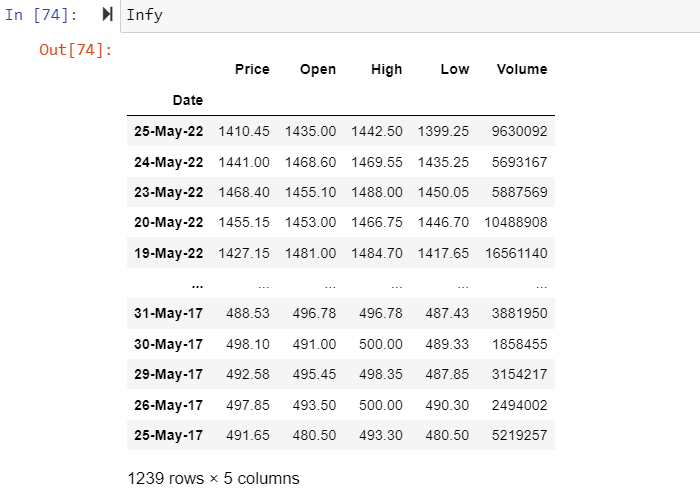 In [74]: Infy
Out[74]:
Price Open High Low Volume
Date
25-May-22 1410.45 1435.00 1442.50 1399.25 9630092
24-May-22 1441.00 1468.60 1469.55 1435.25 5693167
23-May-22 1468.40 1455.10 1488.00 1450.05 5887569
20-May-22 1455.15 1453.00 1466.75 1446.70 10488908
19-May-22 1427.15 1481.00 1484.70 1417.65 16561140
... ... ... ... ... ...
31-May-17 488.53 496.78 496.78 487.43 3881950
30-May-17 498.10 491.00 500.00 489.33 1858455
29-May-17 492.58 495.45 498.35 487.85 3154217
26-May-17 497.85 493.50 500.00 490.30 2494002
25-May-17 491.65 480.50 493.30 480.50 5219257
1239 rows × 5 columns